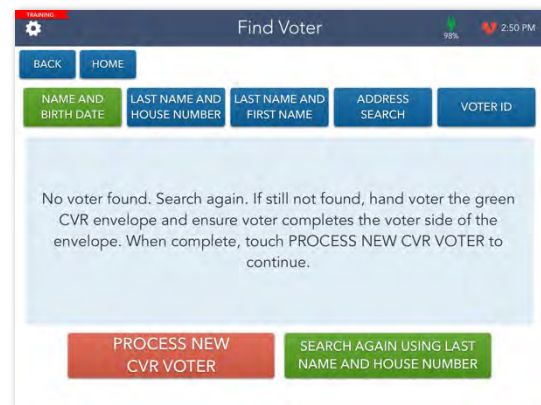 TRAINING
Find Voter
98%
2:50 PM
BACK
HOME
NAME AND
BIRTH DATE
LAST NAME AND
HOUSE NUMBER
LAST NAME AND
FIRST NAME
ADDRESS
SEARCH
VOTER ID
No voter found. Search again. If still not found, hand voter the green
CVR envelope and ensure voter completes the voter side of the
envelope. When complete, touch PROCESS NEW CVR VOTER to
continue.
PROCESS NEW
CVR VOTER
SEARCH AGAIN USING LAST
NAME AND HOUSE NUMBER